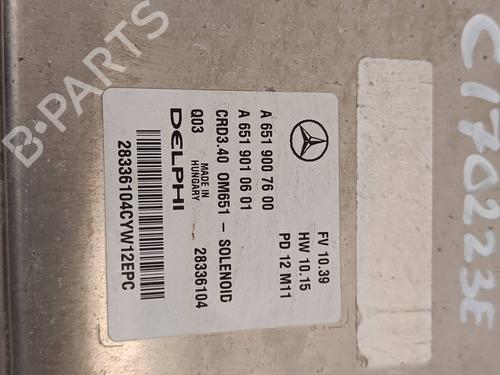 A 651 900 76 00
A 651 901 06 01
CRD3.40 OM651 - SOLENOID
Q03 MADE IN HUNGARY 28336104
DELPHI
28336104CYW12EPC
FV 10.39
HW 10.15
PD 12 M11
C170223E
B-PARTS